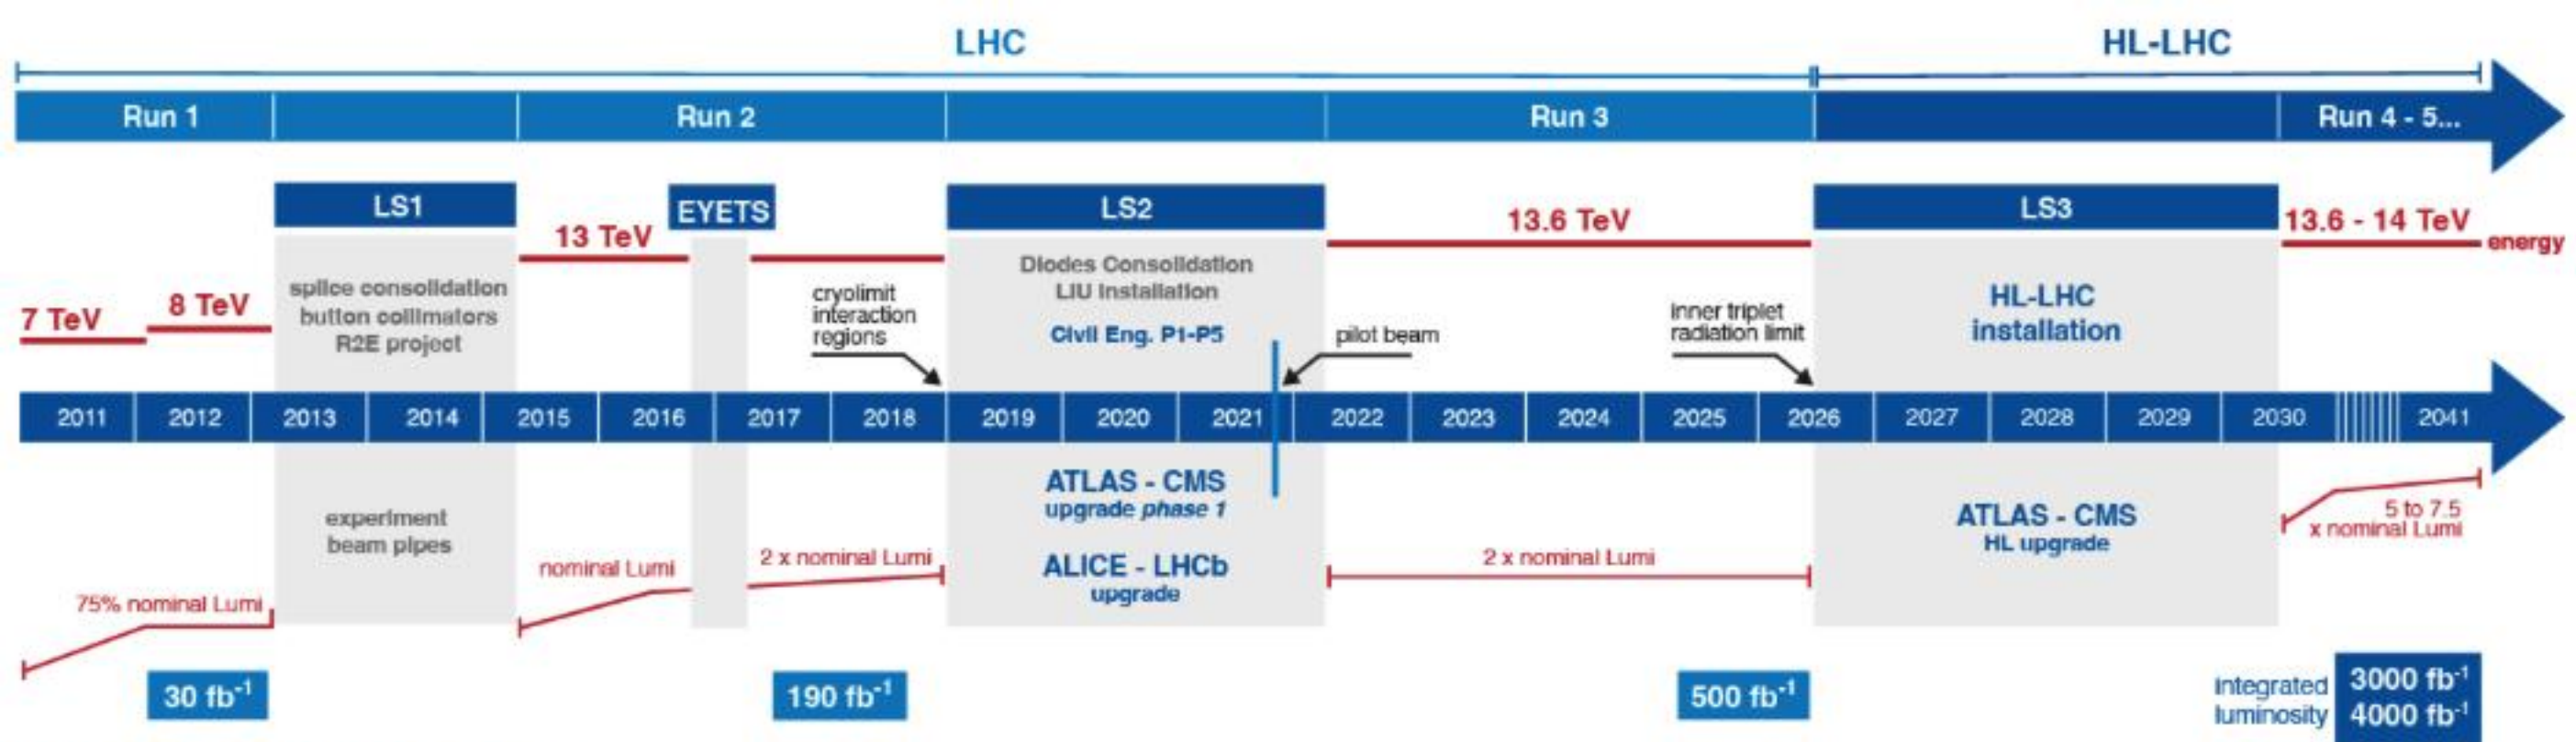 LHC
HL-LHC
Run 1
Run 2
Run 3
Run 4 - 5...
LS1
EYETS
LS2
LS3
13 TeV
13.6 TeV
13.6 - 14 TeV
energy
7 TeV
8 TeV
splice consolidation
button collimators
R2E project
cryolimit
interaction
regions
Diodes Consolidation
LIU Installation
Civil Eng. P1-P5
pilot beam
inner triplet
radiation limit
HL-LHC
installation
2011
2012
2013
2014
2015
2016
2017
2018
2019
2020
2021
2022
2023
2024
2025
2026
2027
2028
2029
2030
2041
experiment
beam pipes
ATLAS - CMS
upgrade phase 1
ALICE - LHCb
upgrade
ATLAS - CMS
HL upgrade
5 to 7.5
x nominal Lumi
75% nominal Lumi
nominal Lumi
2 x nominal Lumi
2 x nominal Lumi
30 fb⁻¹
190 fb⁻¹
500 fb⁻¹
integrated
luminosity
3000 fb⁻¹
4000 fb⁻¹